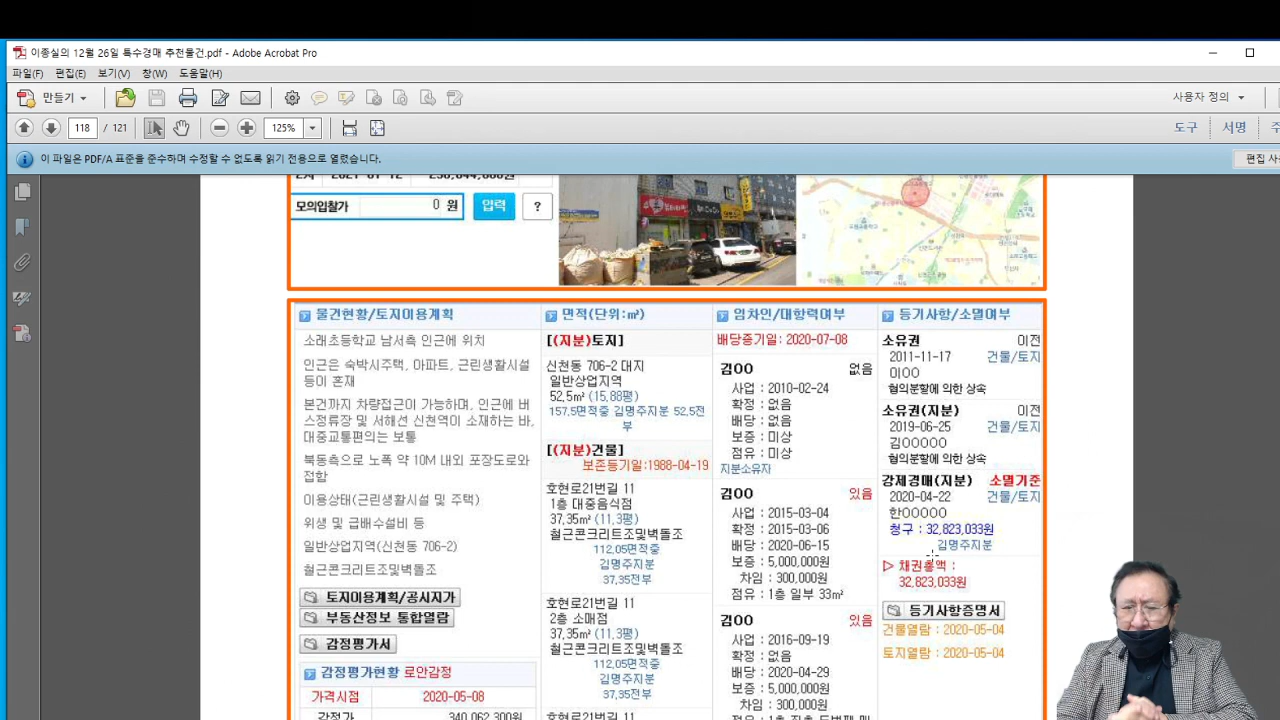 이종실의 12월 26일 특수경매 추천물건.pdf - Adobe Acrobat Pro
파일(F) 편집(E) 보기(V) 창(W) 도움말(H)
만들기
사용자 정의
118 / 121
125%
도구
서명
이 파일은 PDF/A 표준을 준수하며 수정할 수 없도록 읽기 전용으로 열렸습니다.
모의입찰가
0 원
입력
?
물건현황/토지이용계획
소래초등학교 남서측 인근에 위치
인근은 숙박시주택, 아파트, 근린생활시설
등이 혼재
본건까지 차량접근이 가능하며, 인근에 버
스정류장 및 서해선 신천역이 소재하는 바,
대중교통편의는 보통
북동측으로 노폭 약 10M 내외 포장도로와
접합
이용상태(근린생활시설 및 주택)
위생 및 급배수설비 등
일반상업지역(신천동 706-2)
철근콘크리트조및벽돌조
토지이용계획/공시지가
부동산정보 통합열람
감정평가서
감정평가현황 로안감정
가격시점
2020-05-08
감정가
340,062,300원
면적(단위:㎡)
[(지분)토지]
신천동 706-2 대지
일반상업지역
52.5㎡ (15.88평)
157.5면적중 김명주지분 52.5전
부
[(지분)건물]
보존등기일:1988-04-19
호현로21번길 11
1층 대중음식점
37.35㎡ (11.3평)
철근콘크리트조및벽돌조
112.05면적중
김명주지분
37.35전부
호현로21번길 11
2층 소매점
37.35㎡ (11.3평)
철근콘크리트조및벽돌조
112.05면적중
김명주지분
37.35전부
호현로21번길 11
임차인/대항력여부
배당종기일: 2020-07-08
김OO 없음
사업 : 2010-02-24
확정 : 없음
배당 : 없음
보증 : 미상
점유 : 미상
지분소유자
김OO 있음
사업 : 2015-03-04
확정 : 2015-03-06
배당 : 2020-06-15
보증 : 5,000,000원
차임 : 300,000원
점유 : 1층 일부 33㎡
김OO 있음
사업 : 2016-09-19
확정 : 없음
배당 : 2020-04-29
보증 : 5,000,000원
차임 : 300,000원
등기사항/소멸여부
소유권 이전
2011-11-17 건물/토지
이OO
협의분할에 의한 상속
소유권(지분) 이전
2019-06-25 건물/토지
김OOOOO
협의분할에 의한 상속
강제경매(지분) 소멸기준
2020-04-22 건물/토지
한OOOOO
청구 : 32,823,033원
김명주지분
▷ 채권총액 :
32,823,033원
등기사항증명서
건물열람 : 2020-05-04
토지열람 : 2020-05-04